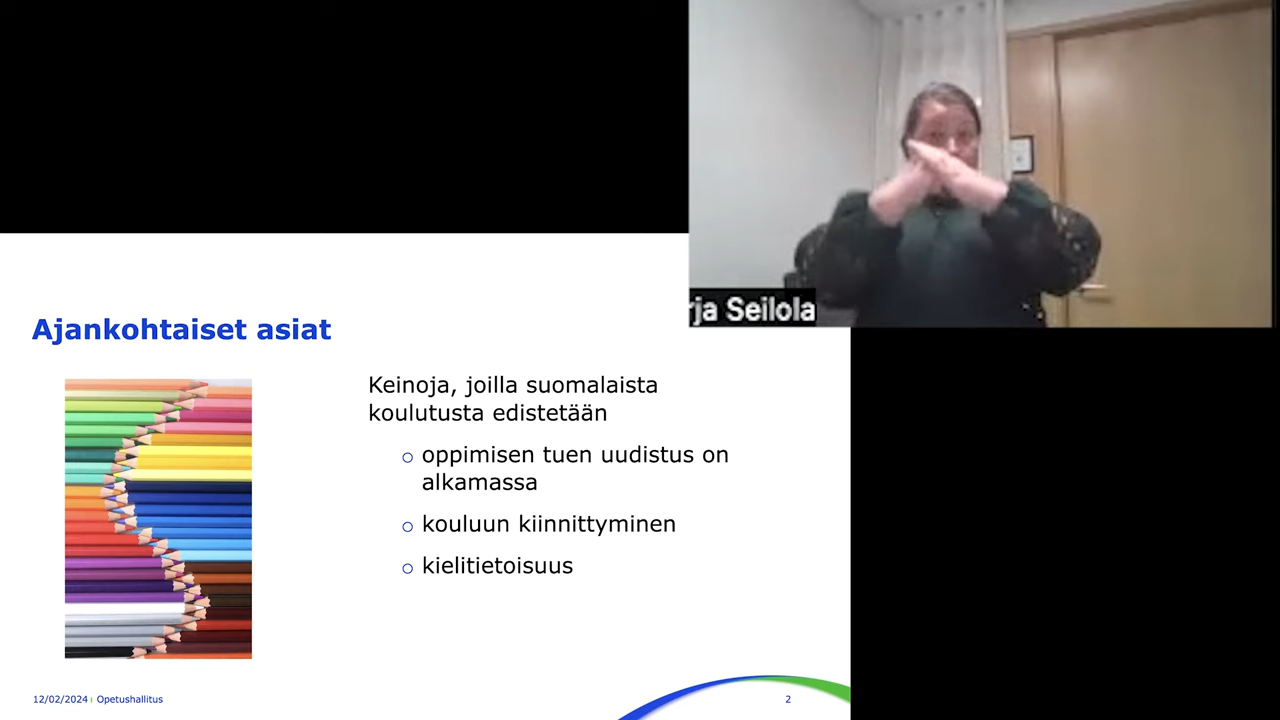 rja Seilola
Ajankohtaiset asiat
Keinoja, joilla suomalaista
koulutusta edistetään
oppimisen tuen uudistus on
alkamassa
kouluun kiinnittyminen
kielitietoisuus
12/02/2024 Opetushallitus
2